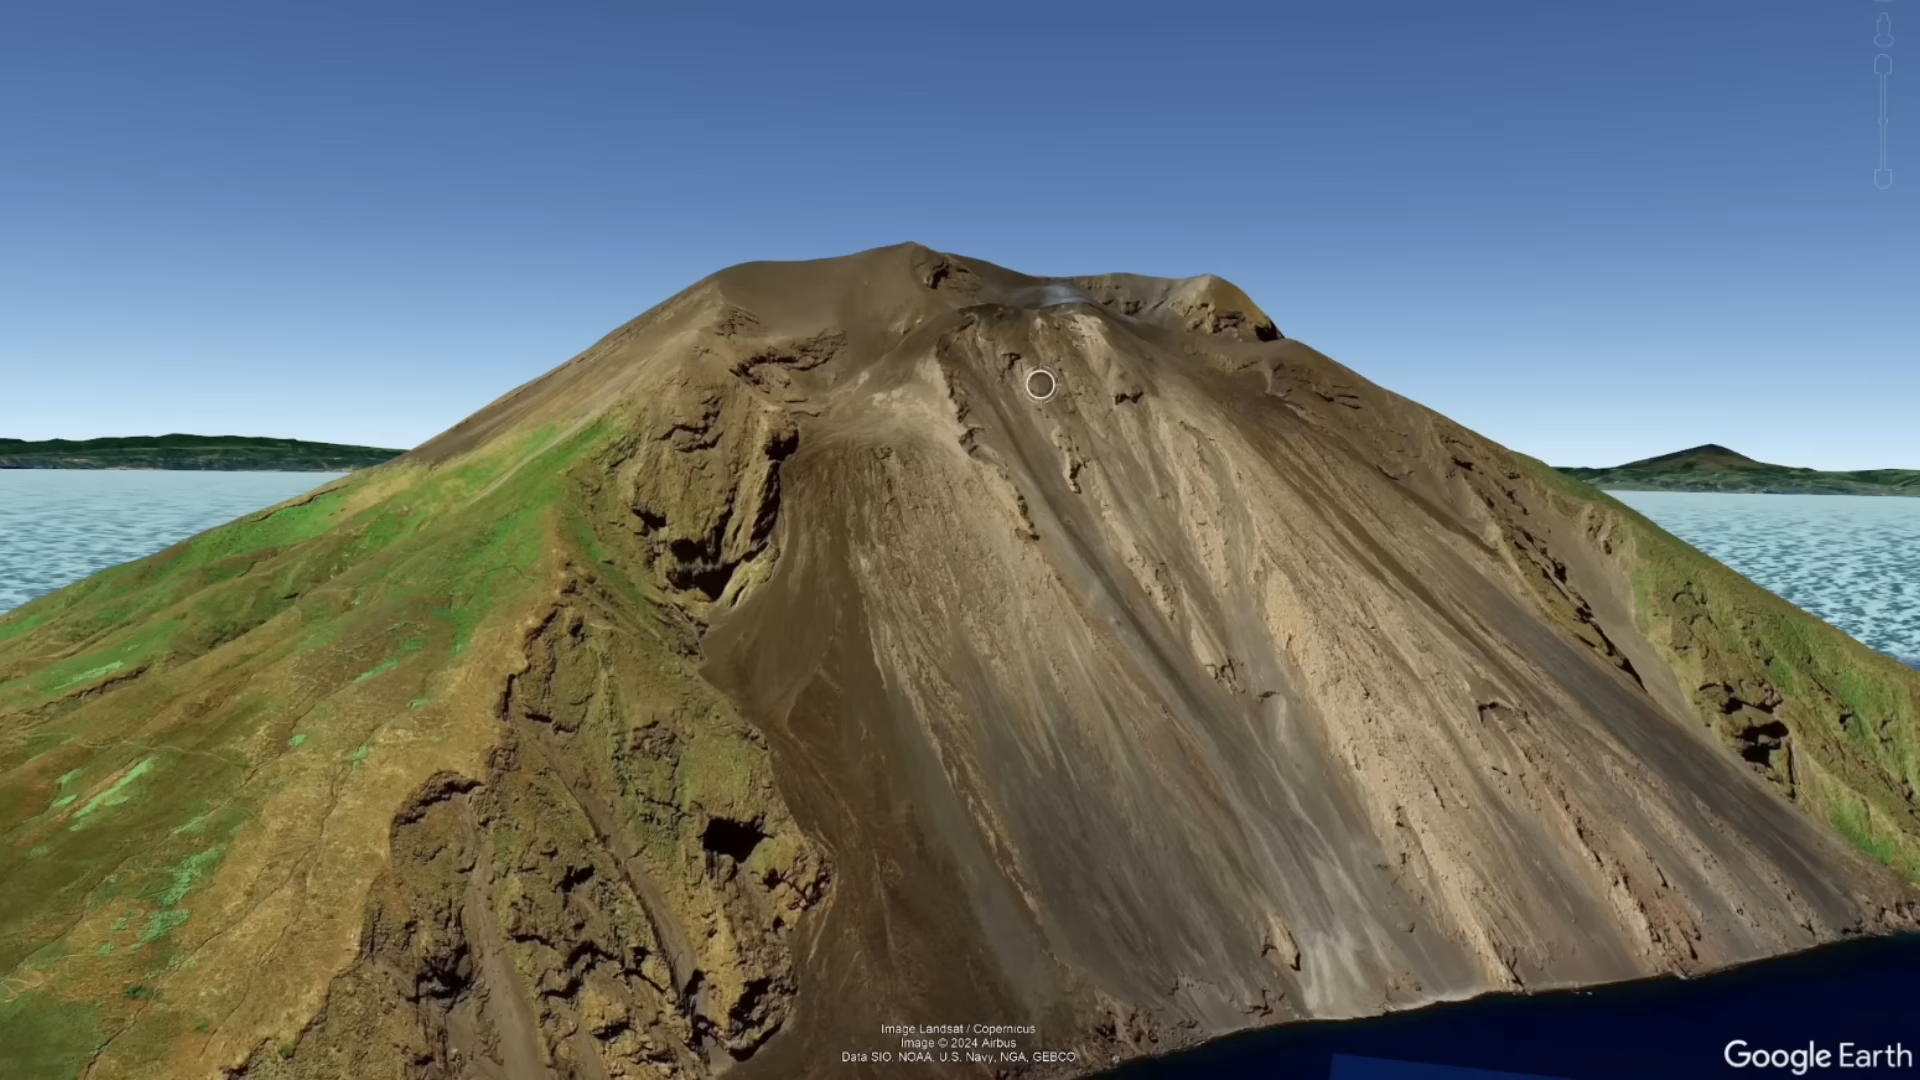 Image Landsat / Copernicus
Image © 2024 Airbus
Data SIO, NOAA, U.S. Navy, NGA, GEBCO
Google Earth